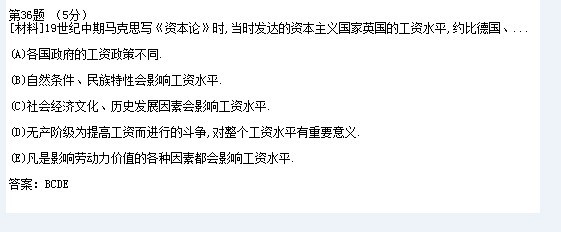 第36题 （5分）
[材料]19世纪中期马克思写《资本论》时,当时发达的资本主义国家英国的工资水平,约比德国、...
(A)各国政府的工资政策不同.
(B)自然条件、民族特性会影响工资水平.
(C)社会经济文化、历史发展因素会影响工资水平.
(D)无产阶级为提高工资而进行的斗争,对整个工资水平有重要意义.
(E)凡是影响劳动力价值的各种因素都会影响工资水平.
答案: BCDE